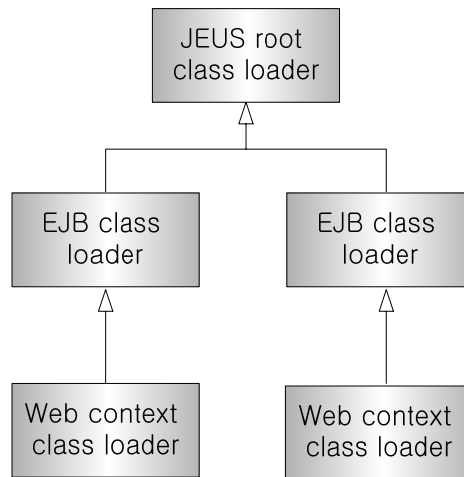 JEUS root
class loader
EJB class
loader
EJB class
loader
Web context
class loader
Web context
class loader